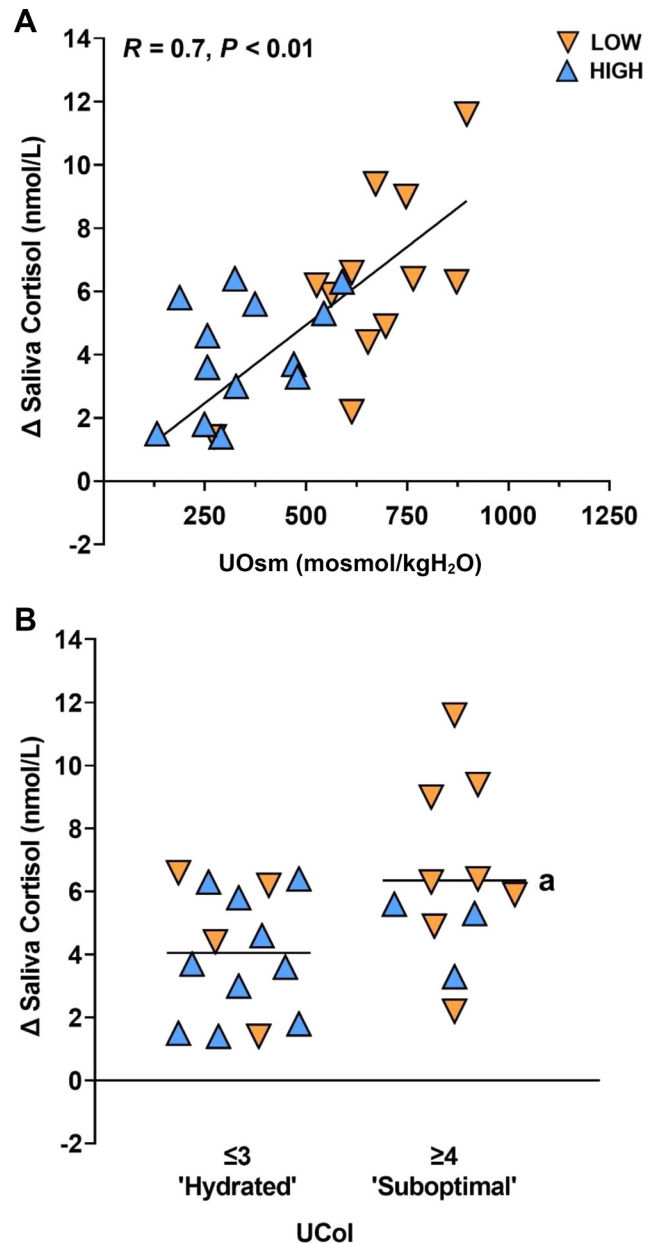 A
R = 0.7, P < 0.01
LOW
HIGH
14
12
10
8
6
4
2
0
-2
Δ Saliva Cortisol (nmol/L)
250 500 750 1000 1250
UOsm (mosmol/kgH₂O)
B
14
12
10
8
6
4
2
0
-2
Δ Saliva Cortisol (nmol/L)
a
≤3 ≥4
'Hydrated' 'Suboptimal'
UCol